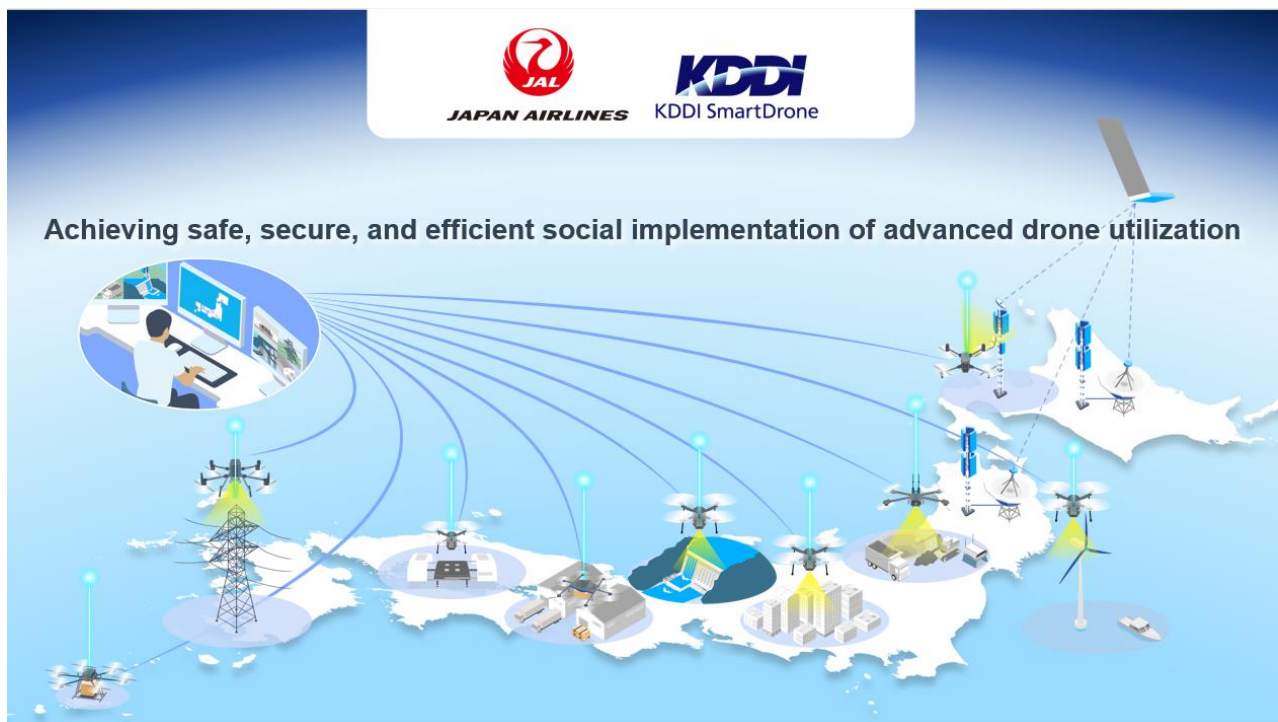 JAL
JAPAN AIRLINES
KDDI
KDDI SmartDrone
Achieving safe, secure, and efficient social implementation of advanced drone utilization